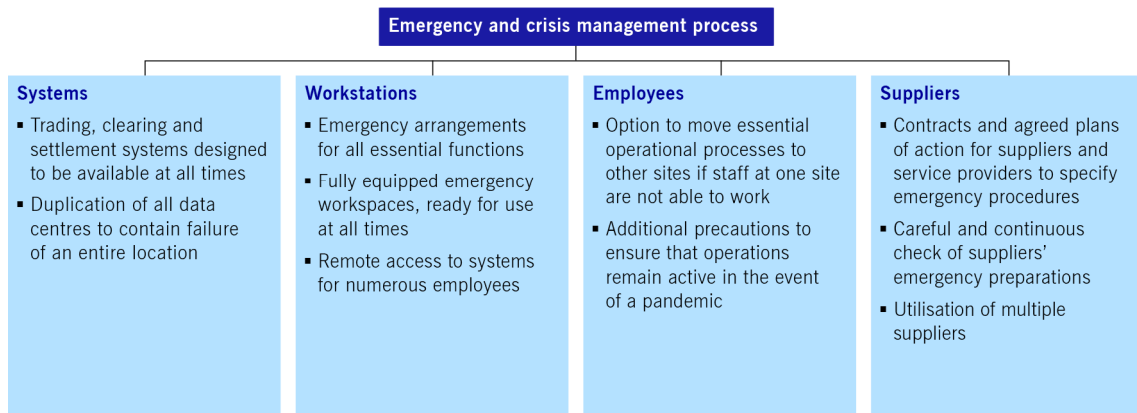 Emergency and crisis management process
Systems
▪ Trading, clearing and
settlement systems designed
to be available at all times
▪ Duplication of all data
centres to contain failure
of an entire location
Workstations
▪ Emergency arrangements
for all essential functions
▪ Fully equipped emergency
workspaces, ready for use
at all times
▪ Remote access to systems
for numerous employees
Employees
▪ Option to move essential
operational processes to
other sites if staff at one site
are not able to work
▪ Additional precautions to
ensure that operations
remain active in the event
of a pandemic
Suppliers
▪ Contracts and agreed plans
of action for suppliers and
service providers to specify
emergency procedures
▪ Careful and continuous
check of suppliers’
emergency preparations
▪ Utilisation of multiple
suppliers